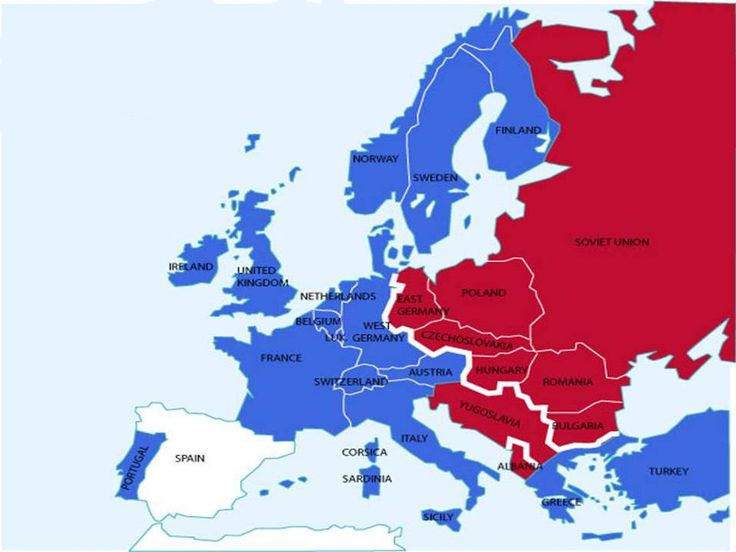 FINLAND
NORWAY
SWEDEN
SOVIET UNION
IRELAND
UNITED
KINGDOM
NETHERLANDS
POLAND
EAST
GERMANY
BELGIUM
WEST
GERMANY
LUX.
CZECHOSLOVAKIA
FRANCE
SWITZERLAND
AUSTRIA
HUNGARY
ROMANIA
YUGOSLAVIA
BULGARIA
ITALY
CORSICA
SPAIN
PORTUGAL
ALBANIA
TURKEY
SARDINIA
GREECE
SICILY